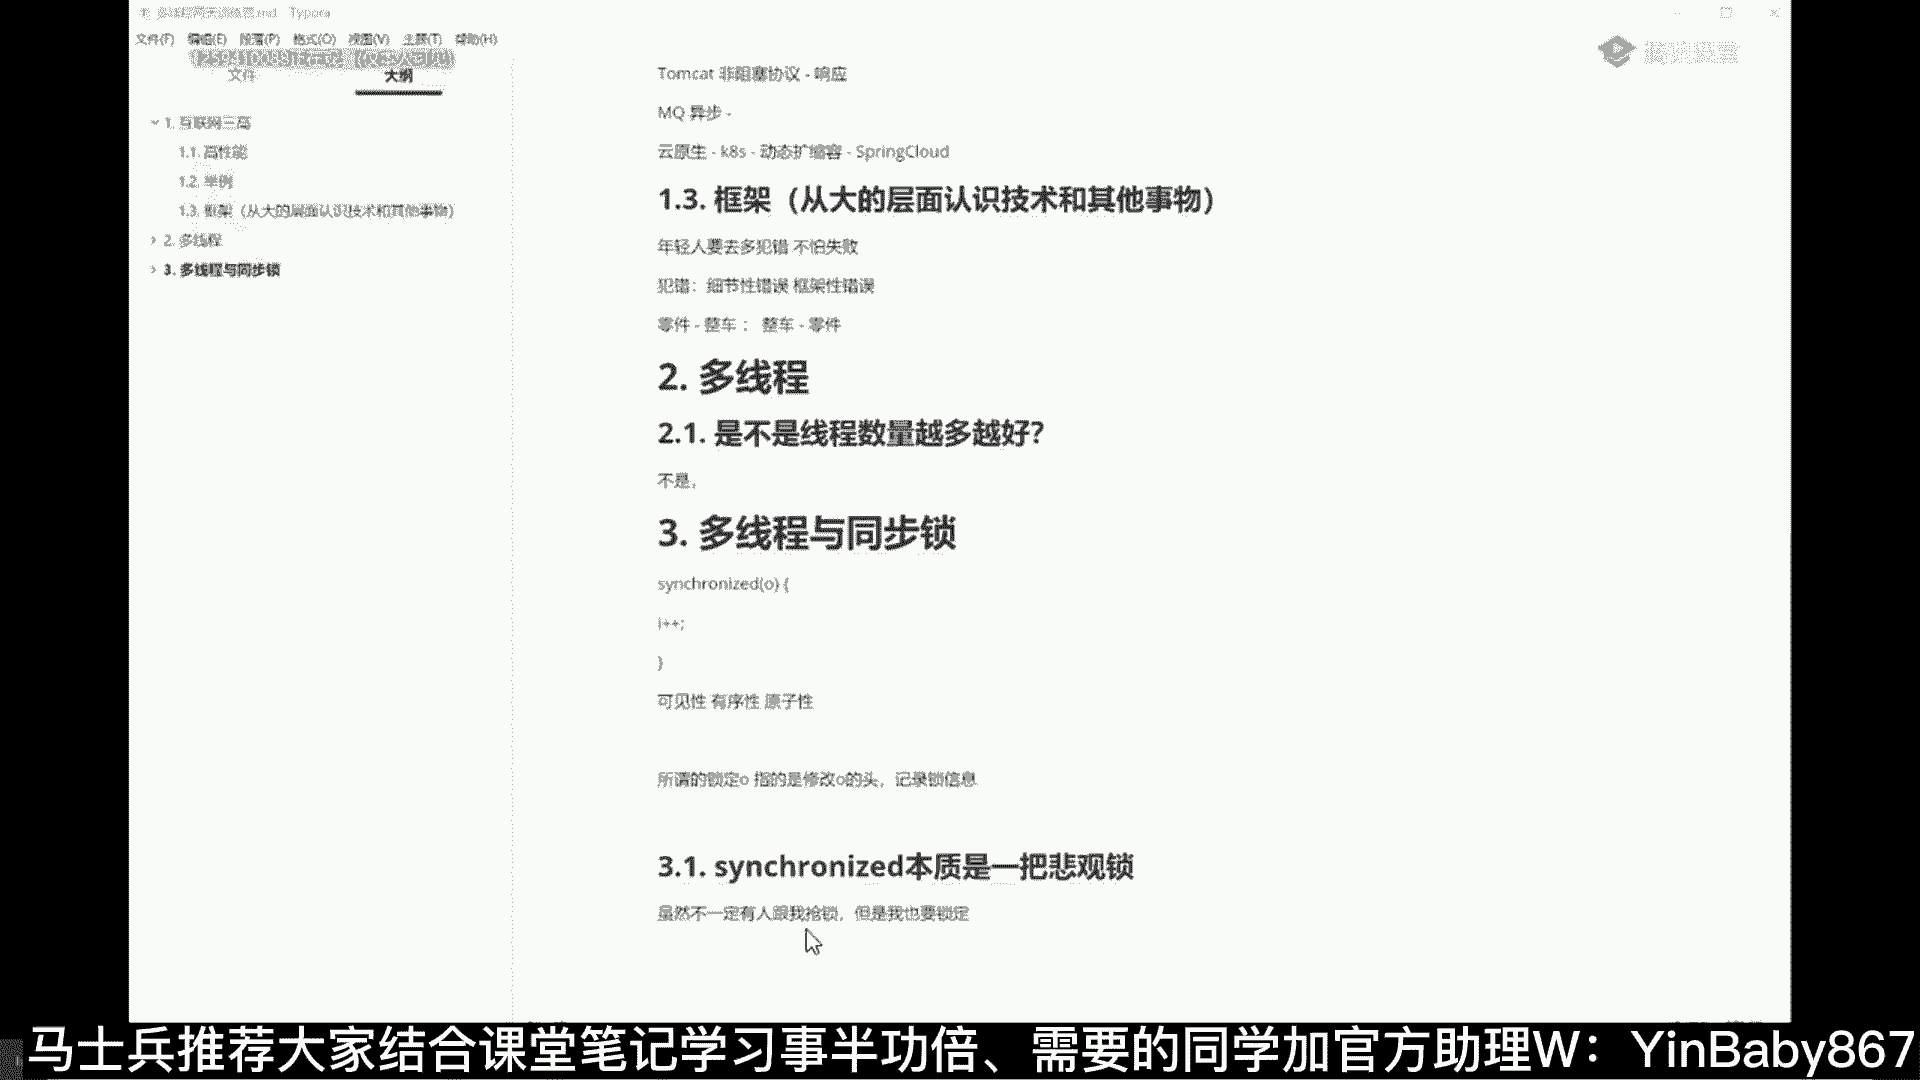 Typora
文件(F) 编辑(E) 段落(P) 格式(O) 视图(V) 主题(T) 帮助(H)
文件 大纲
1. 互联网三高
1.1. 高性能
1.2. 举例
1.3. 框架（从大的层面认识技术和其他事物）
2. 多线程
3. 多线程与同步锁
腾讯课堂
Tomcat 非阻塞协议 - 响应
MQ 异步 -
云原生 - k8s - 动态扩缩容 - SpringCloud
1.3. 框架（从大的层面认识技术和其他事物）
年轻人要去多犯错 不怕失败
犯错：细节性错误 框架性错误
零件 - 整车： 整车 - 零件
2. 多线程
2.1. 是不是线程数量越多越好？
不是，
3. 多线程与同步锁
synchronized(o) {
i++;
}
可见性 有序性 原子性
所谓的锁定o 指的是修改o的头，记录锁信息
3.1. synchronized本质是一把悲观锁
虽然不一定有人跟我抢锁，但是我也要锁定
马士兵推荐大家结合课堂笔记学习事半功倍、需要的同学加官方助理W：YinBaby867